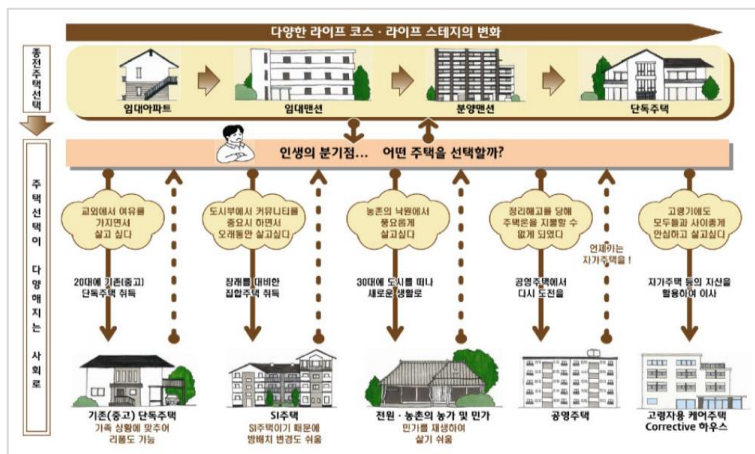 다양한 라이프 코스 · 라이프 스테지의 변화
종전주택선택
임대아파트
임대맨션
분양맨션
단독주택
인생의 분기점... 어떤 주택을 선택할까?
주택선택이 다양해지는 사회로
교외에서 여유를
가지면서
살고 싶다
도시부에서 커뮤니티를
중요시 하면서
오래동안 살고싶다
농촌의 낙원에서
풍요롭게
살고싶다
정리해고를 당해
주택론을 지불할 수
없게 되었다
고령기에도
모두들과 사이좋게
안심하고 살고싶다
언제가는
자가주택을 !
20대에 기존(중고)
단독주택 취득
장래를 대비한
집합주택 취득
30대에 도시를 떠나
새로운 생활로
공영주택에서
다시 도전을
자가주택 등의 자산을
활용하여 이사
기존(중고) 단독주택
가족 상황에 맞추어
리폼도 가능
SI주택
SI주택이기 때문에
방배치 변경도 쉬움
전원 · 농촌의 농가 및 민가
민가를 재생하여
살기 쉬움
공영주택
고령자용 케어주택
Corrective 하우스